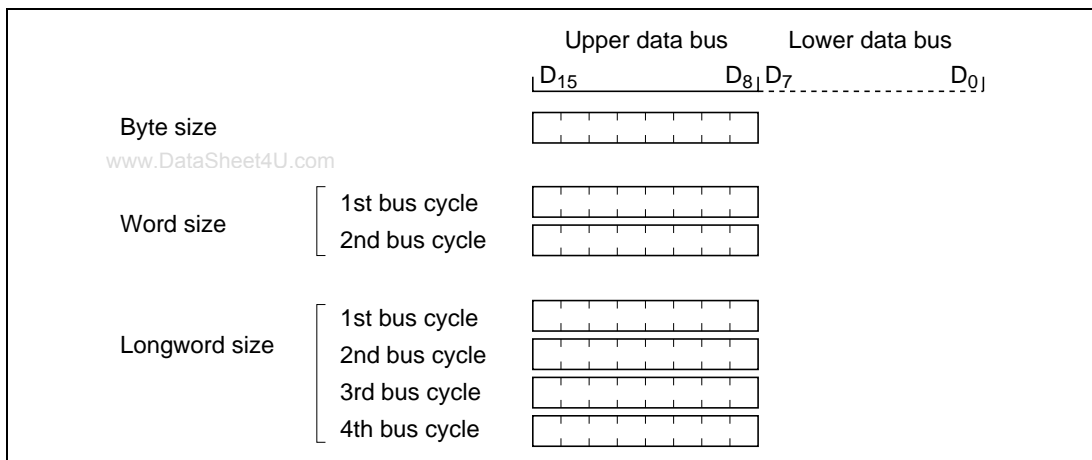 Upper data bus Lower data bus
D15 D8 D7 D0
Byte size
www.DataSheet4U.com
Word size
1st bus cycle
2nd bus cycle
Longword size
1st bus cycle
2nd bus cycle
3rd bus cycle
4th bus cycle